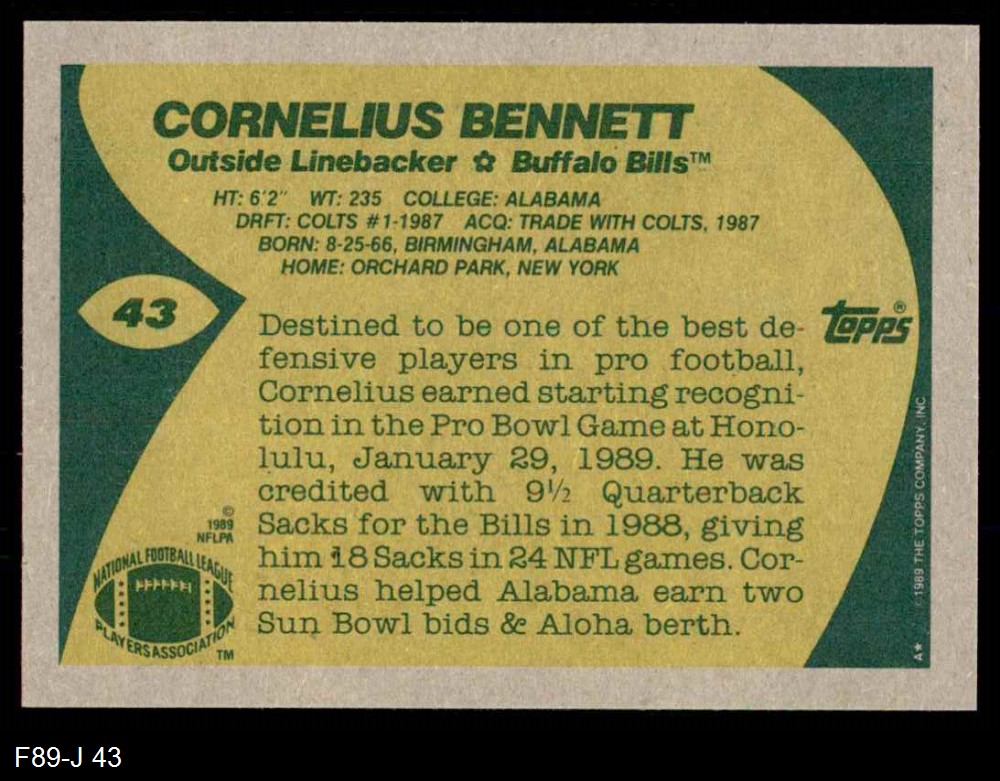 CORNELIUS BENNETT
Outside Linebacker ✩ Buffalo Bills™
HT: 6'2" WT: 235 COLLEGE: ALABAMA
DRFT: COLTS #1-1987 ACQ: TRADE WITH COLTS, 1987
BORN: 8-25-66, BIRMINGHAM, ALABAMA
HOME: ORCHARD PARK, NEW YORK
43
topps®
Destined to be one of the best de-
fensive players in pro football,
Cornelius earned starting recogni-
tion in the Pro Bowl Game at Hono-
lulu, January 29, 1989. He was
credited with 9½ Quarterback
Sacks for the Bills in 1988, giving
him 18 Sacks in 24 NFL games. Cor-
nelius helped Alabama earn two
Sun Bowl bids & Aloha berth.
©
1989
NFLPA
NATIONAL FOOTBALL LEAGUE
PLAYERS ASSOCIATION
TM
© 1989 THE TOPPS COMPANY, INC
A*
F89-J 43